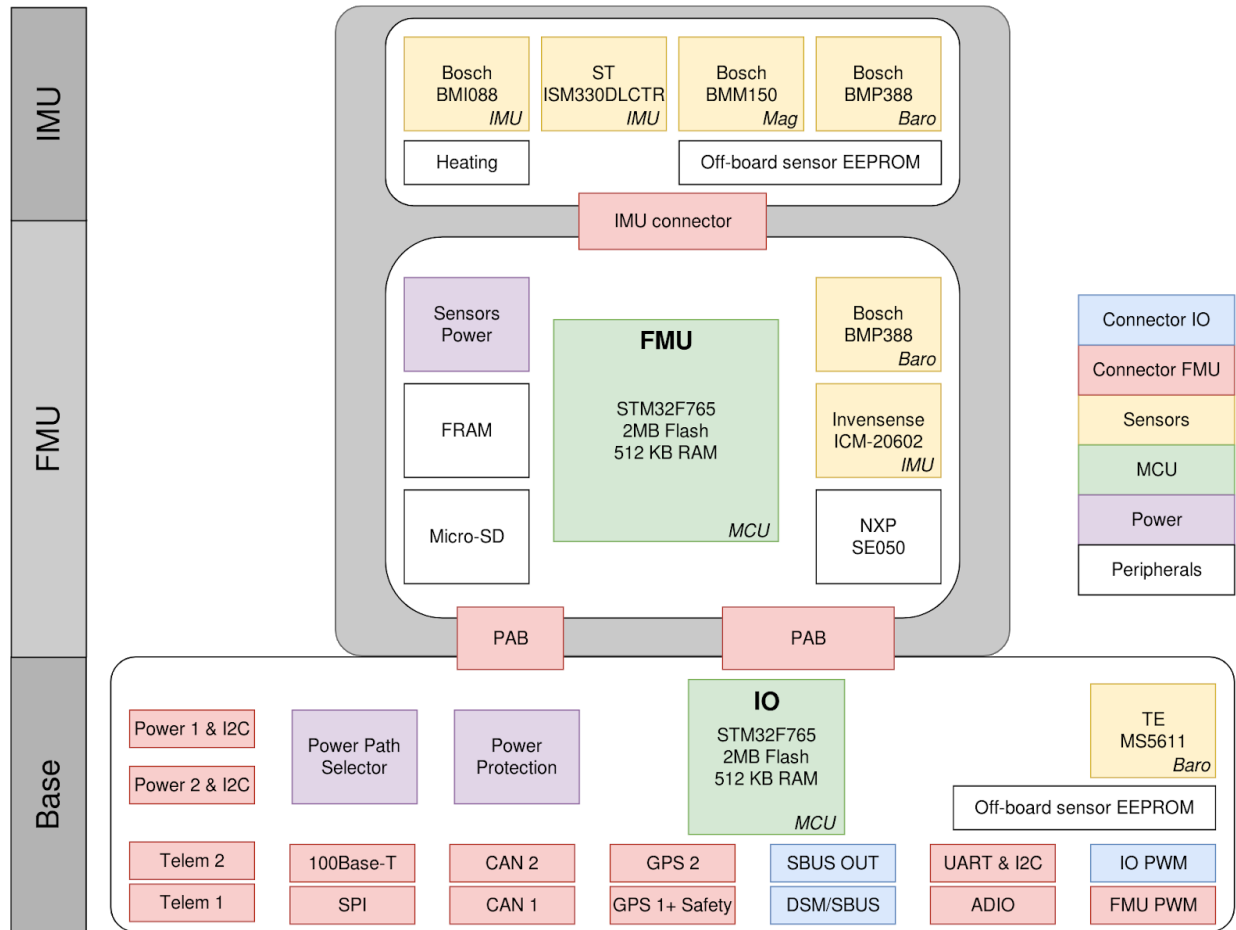 IMU
Bosch
BMI088
IMU
ST
ISM330DLCTR
IMU
Bosch
BMM150
Mag
Bosch
BMP388
Baro
Heating
Off-board sensor EEPROM
IMU connector
FMU
Sensors
Power
FMU
STM32F765
2MB Flash
512 KB RAM
MCU
Bosch
BMP388
Baro
FRAM
Invensense
ICM-20602
IMU
Micro-SD
NXP
SE050
Connector IO
Connector FMU
Sensors
MCU
Power
Peripherals
PAB
PAB
Base
Power 1 & I2C
Power 2 & I2C
Power Path
Selector
Power
Protection
IO
STM32F765
2MB Flash
512 KB RAM
MCU
TE
MS5611
Baro
Off-board sensor EEPROM
Telem 2
100Base-T
CAN 2
GPS 2
SBUS OUT
UART & I2C
IO PWM
Telem 1
SPI
CAN 1
GPS 1+ Safety
DSM/SBUS
ADIO
FMU PWM